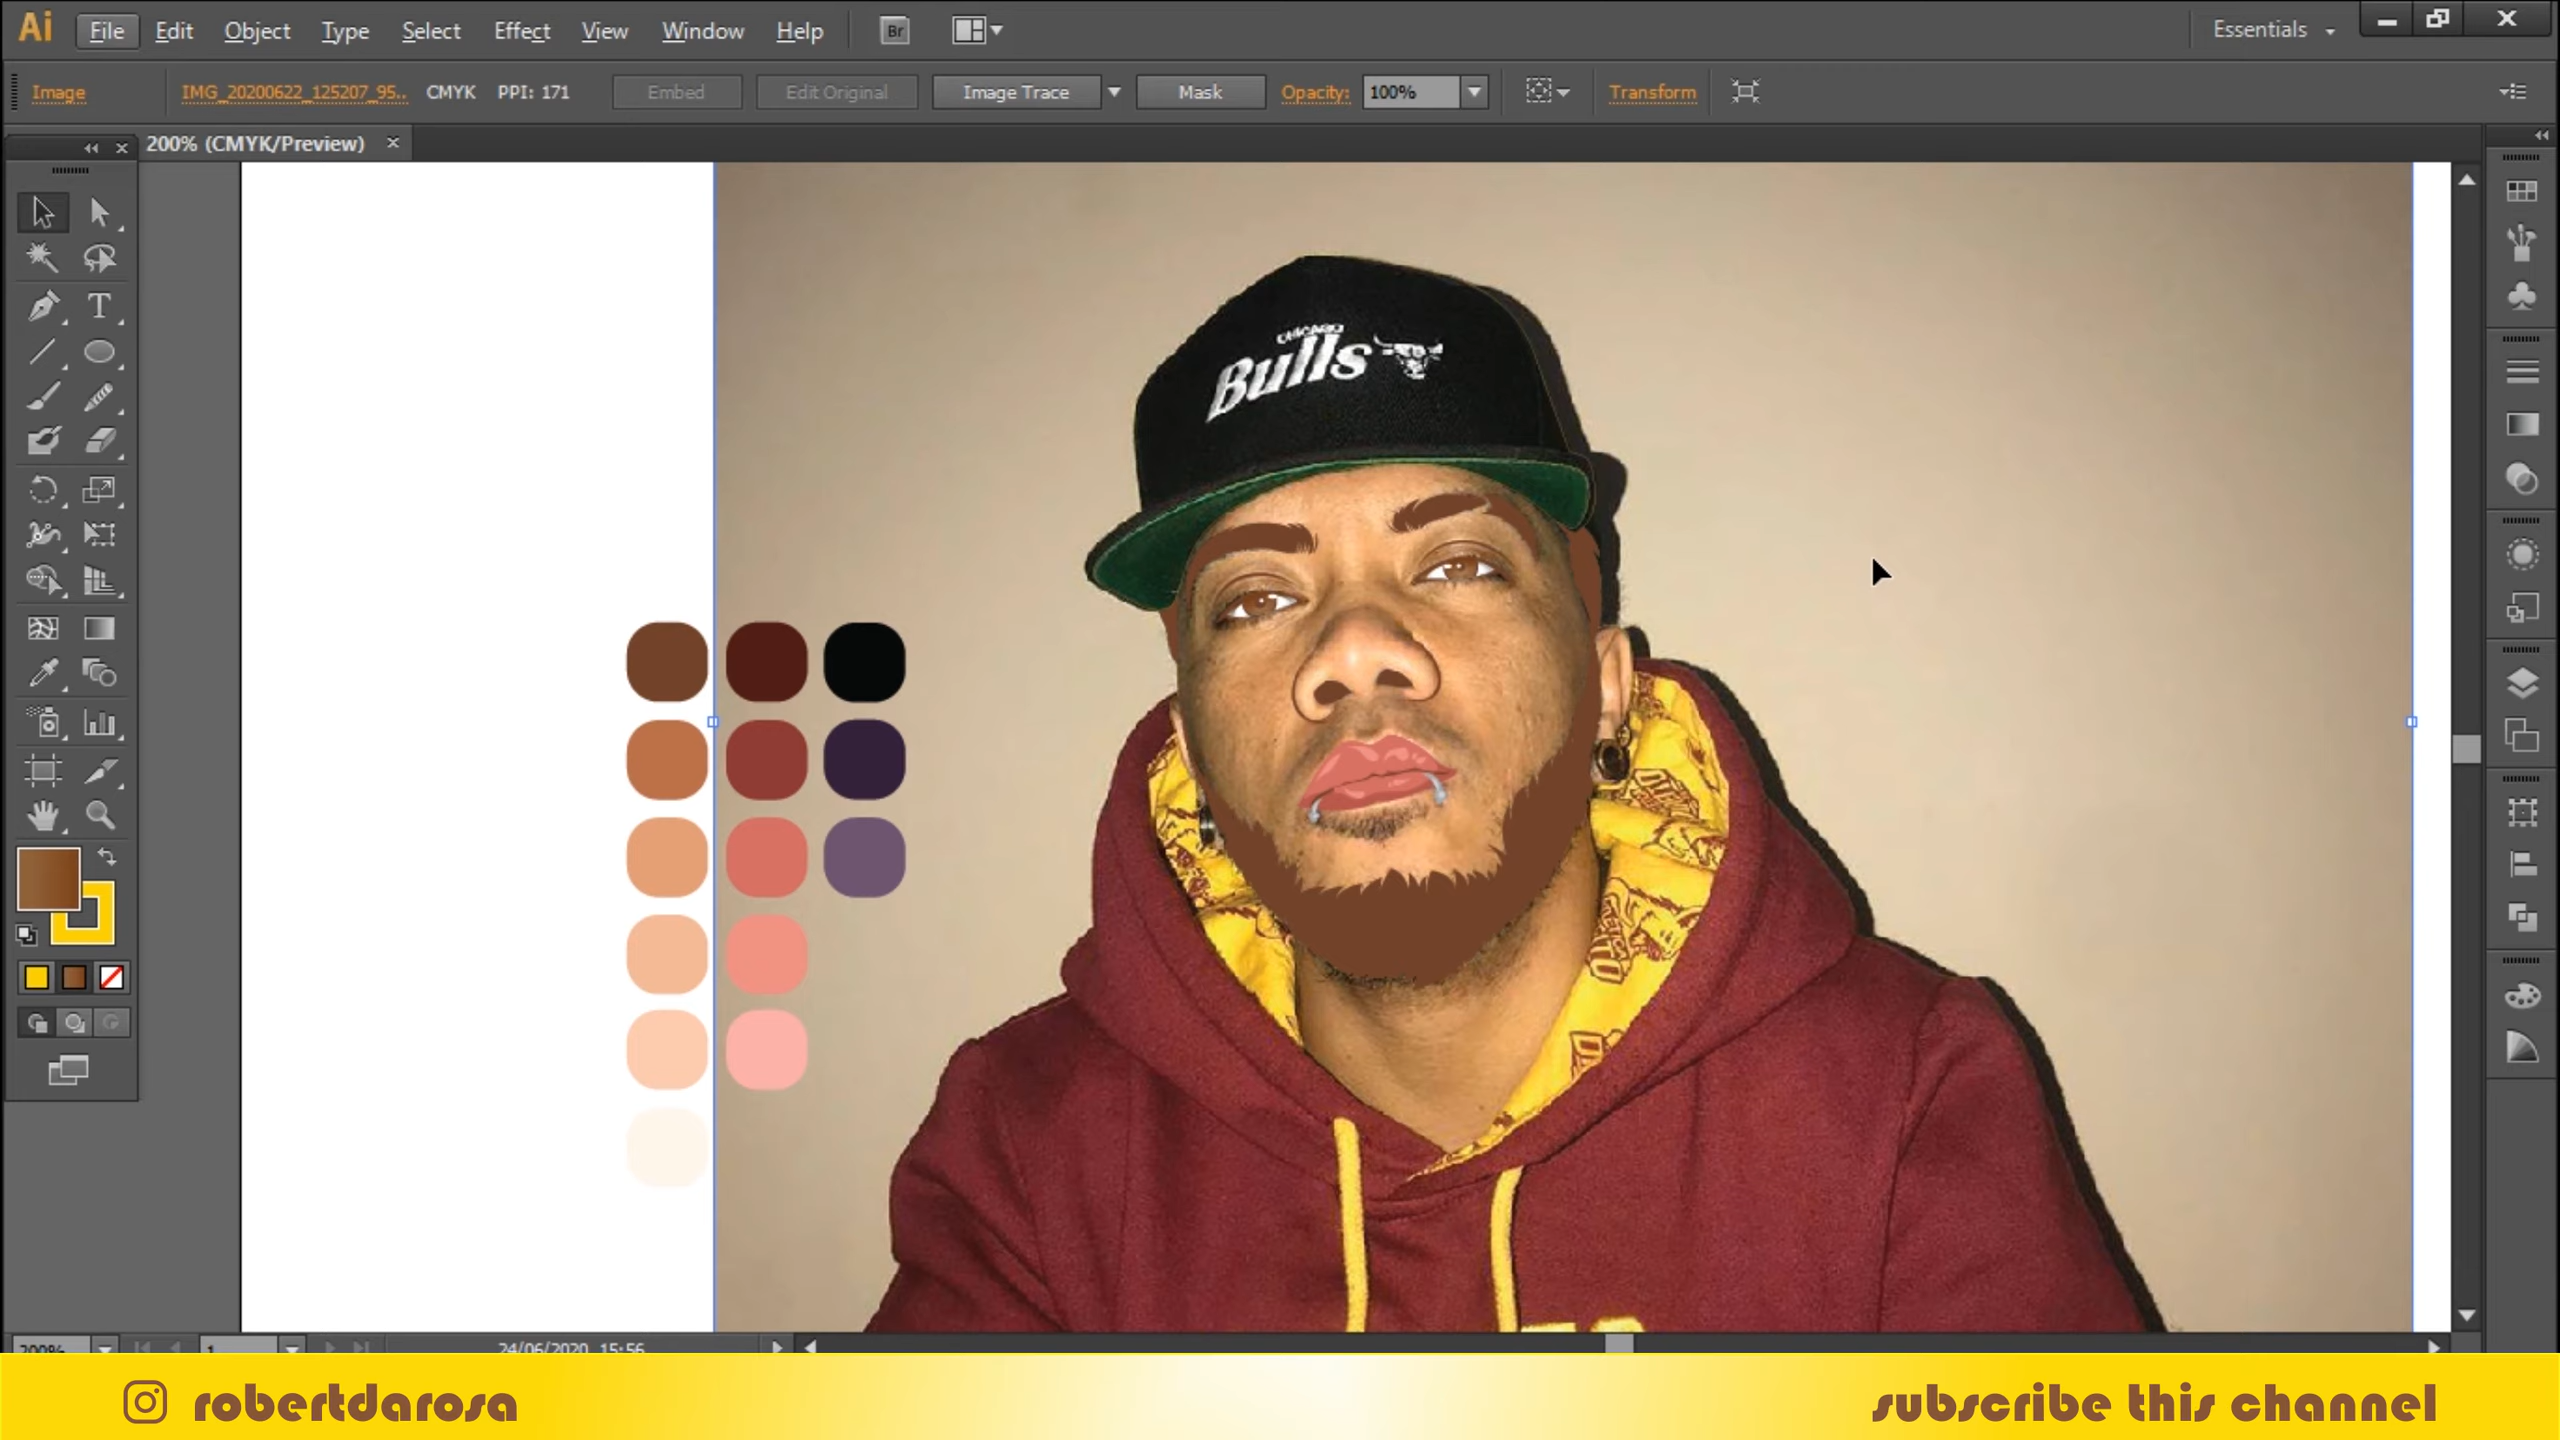 Ai File Edit Object Type Select Effect View Window Help Br Essentials
Image IMG_20200622_125207_95.. CMYK PPI: 171 Embed Edit Original Image Trace Mask Opacity: 100% Transform
200% (CMYK/Preview)
CHICAGO
Bulls
200% 1 24/06/2020 15:56
robertdarosa subscribe this channel